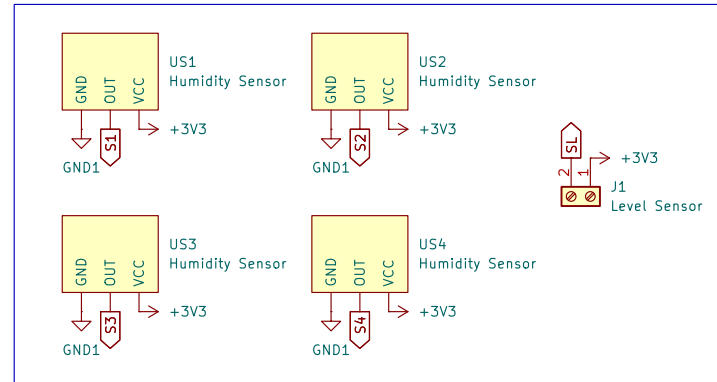 US1
Humidity Sensor
GND
OUT
VCC
+3V3
S1
GND1
US2
Humidity Sensor
GND
OUT
VCC
+3V3
S2
GND1
SL
+3V3
2
1
J1
Level Sensor
US3
Humidity Sensor
GND
OUT
VCC
+3V3
S3
GND1
US4
Humidity Sensor
GND
OUT
VCC
+3V3
S4
GND1